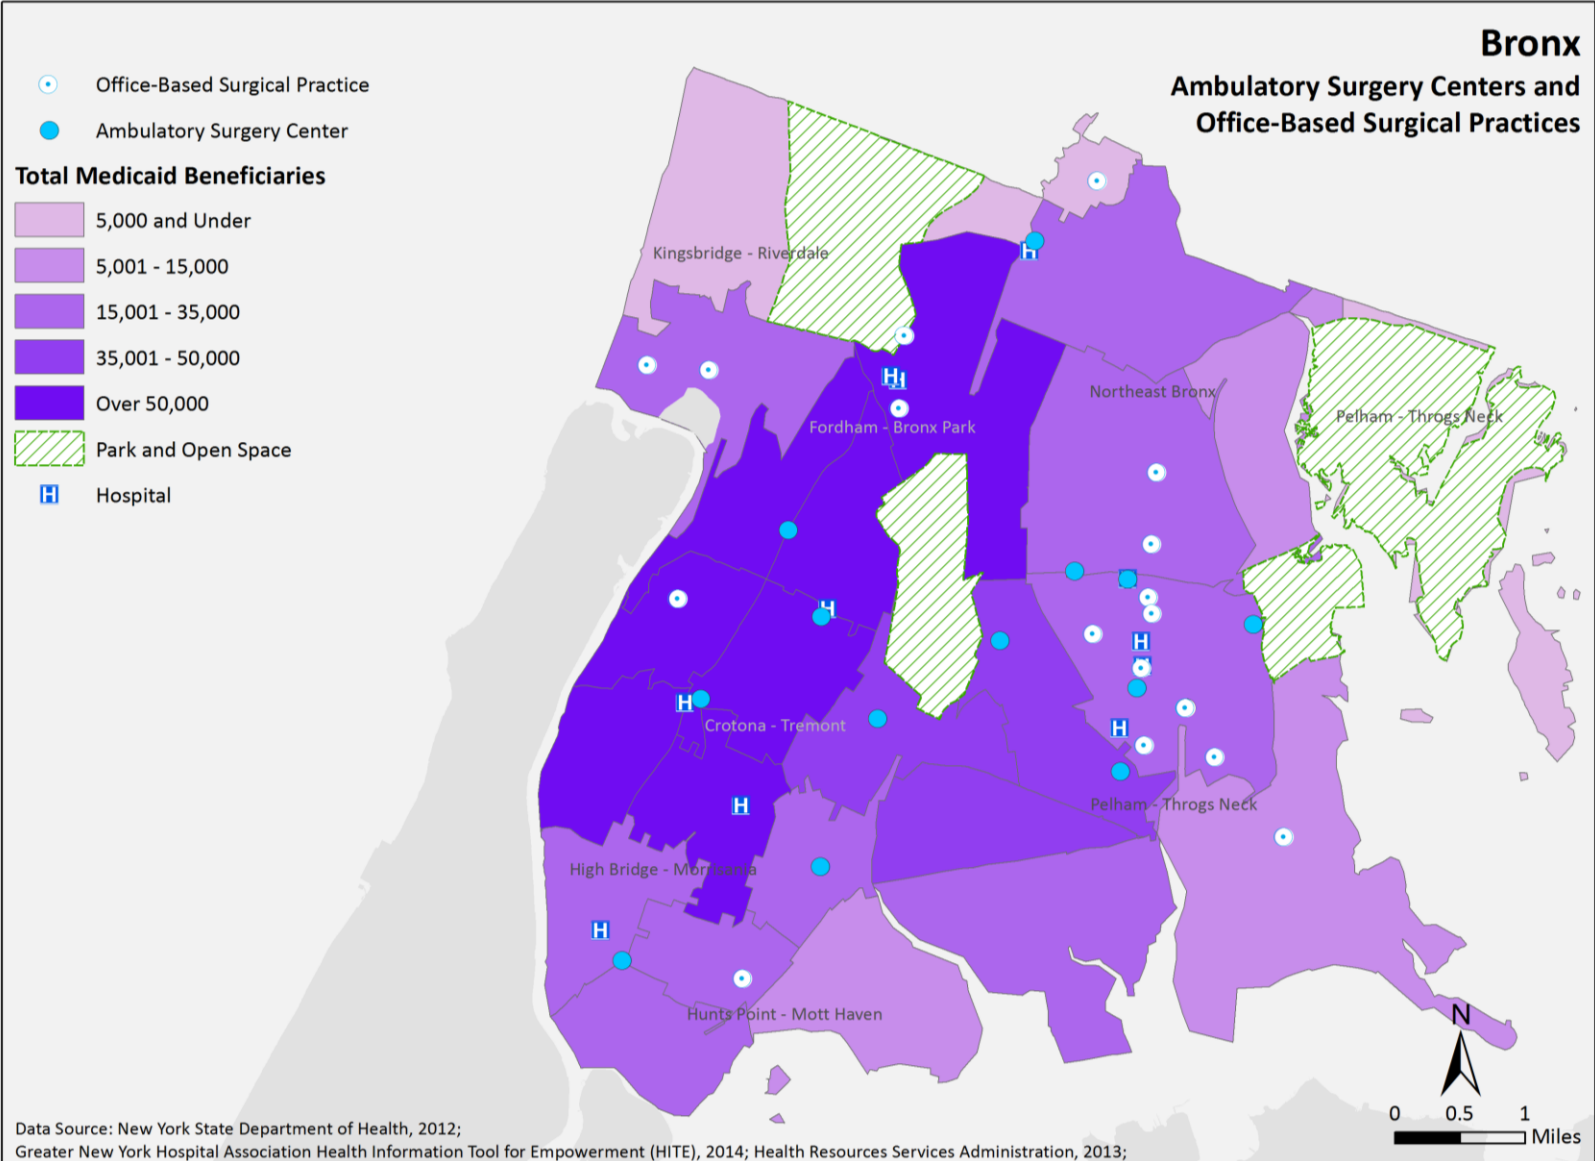 Bronx
Ambulatory Surgery Centers and
Office-Based Surgical Practices
Office-Based Surgical Practice
Ambulatory Surgery Center
Total Medicaid Beneficiaries
5,000 and Under
5,001 - 15,000
15,001 - 35,000
35,001 - 50,000
Over 50,000
Park and Open Space
H Hospital
Kingsbridge - Riverdale
H
Northeast Bronx
H H
Pelham - Throgs Neck
Fordham - Bronx Park
H
H
H
Crotona - Tremont
H
H
Pelham - Throgs Neck
High Bridge - Morrisania
H
Hunts Point - Mott Haven
N
0 0.5 1
Miles
Data Source: New York State Department of Health, 2012;
Greater New York Hospital Association Health Information Tool for Empowerment (HITE), 2014; Health Resources Services Administration, 2013;